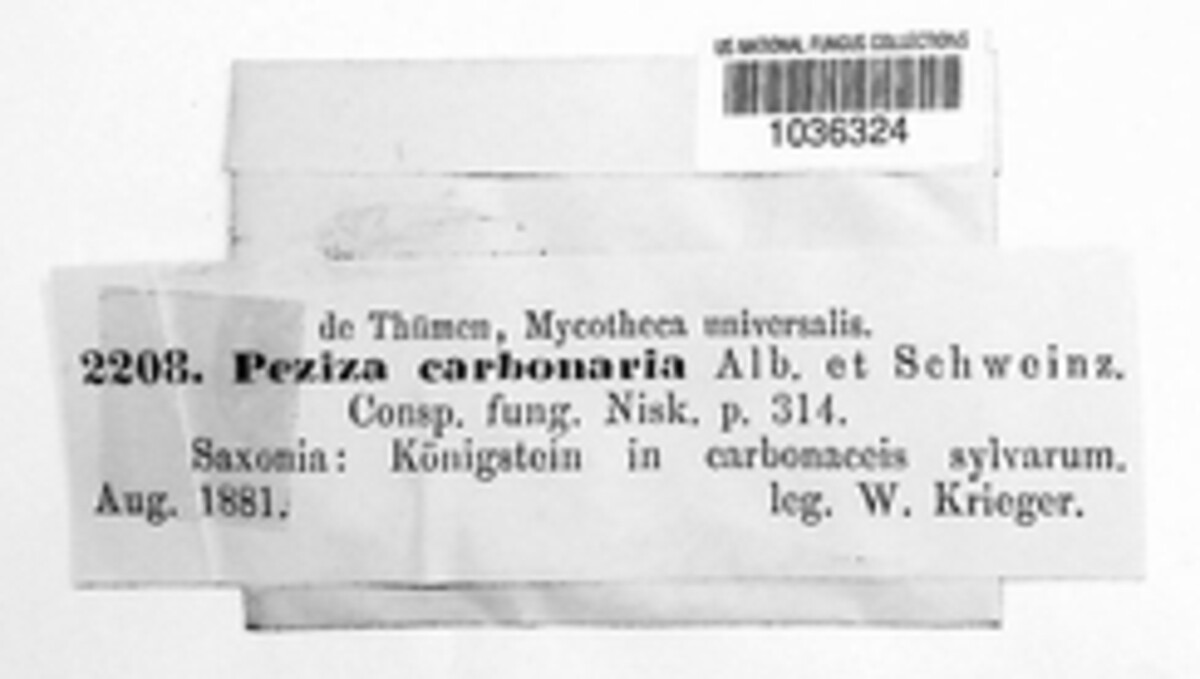 US NATIONAL FUNGUS COLLECTIONS
1036324
de Thümen, Mycotheca universalis.
2208. Peziza carbonaria Alb. et Schweinz.
Consp. fung. Nisk. p. 314.
Saxonia: Königstein in carbonaceis sylvarum.
Aug. 1881. leg. W. Krieger.